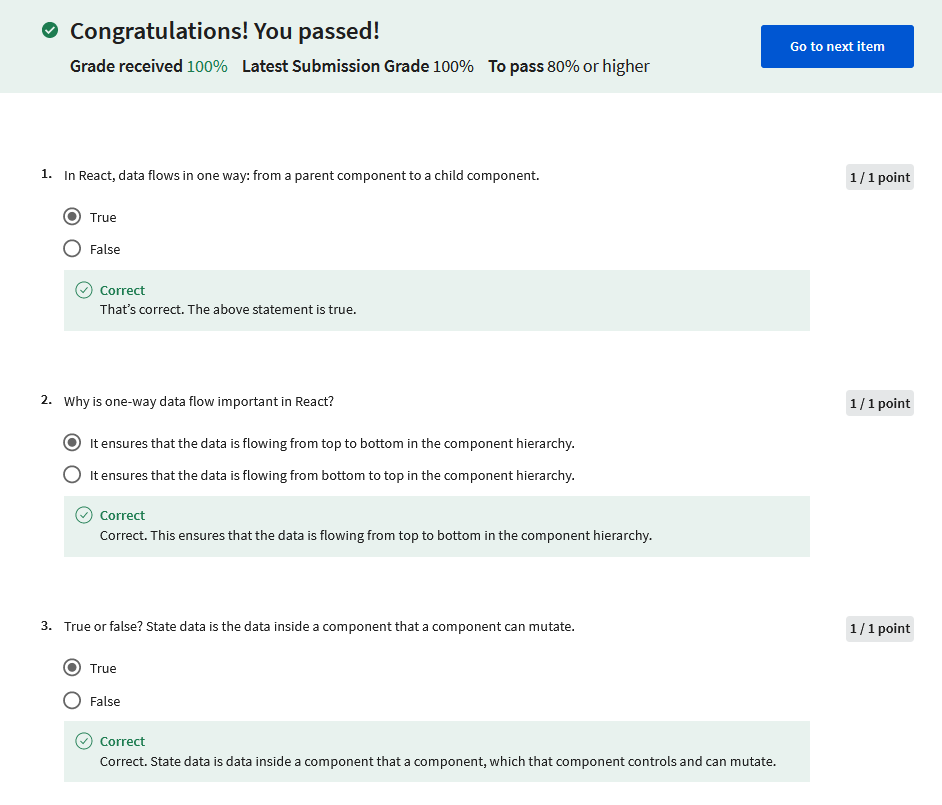 Congratulations! You passed!
Go to next item
Grade received 100% Latest Submission Grade 100% To pass 80% or higher
1. In React, data flows in one way: from a parent component to a child component.
1 / 1 point
True
False
Correct
That’s correct. The above statement is true.
2. Why is one-way data flow important in React?
1 / 1 point
It ensures that the data is flowing from top to bottom in the component hierarchy.
It ensures that the data is flowing from bottom to top in the component hierarchy.
Correct
Correct. This ensures that the data is flowing from top to bottom in the component hierarchy.
3. True or false? State data is the data inside a component that a component can mutate.
1 / 1 point
True
False
Correct
Correct. State data is data inside a component that a component, which that component controls and can mutate.